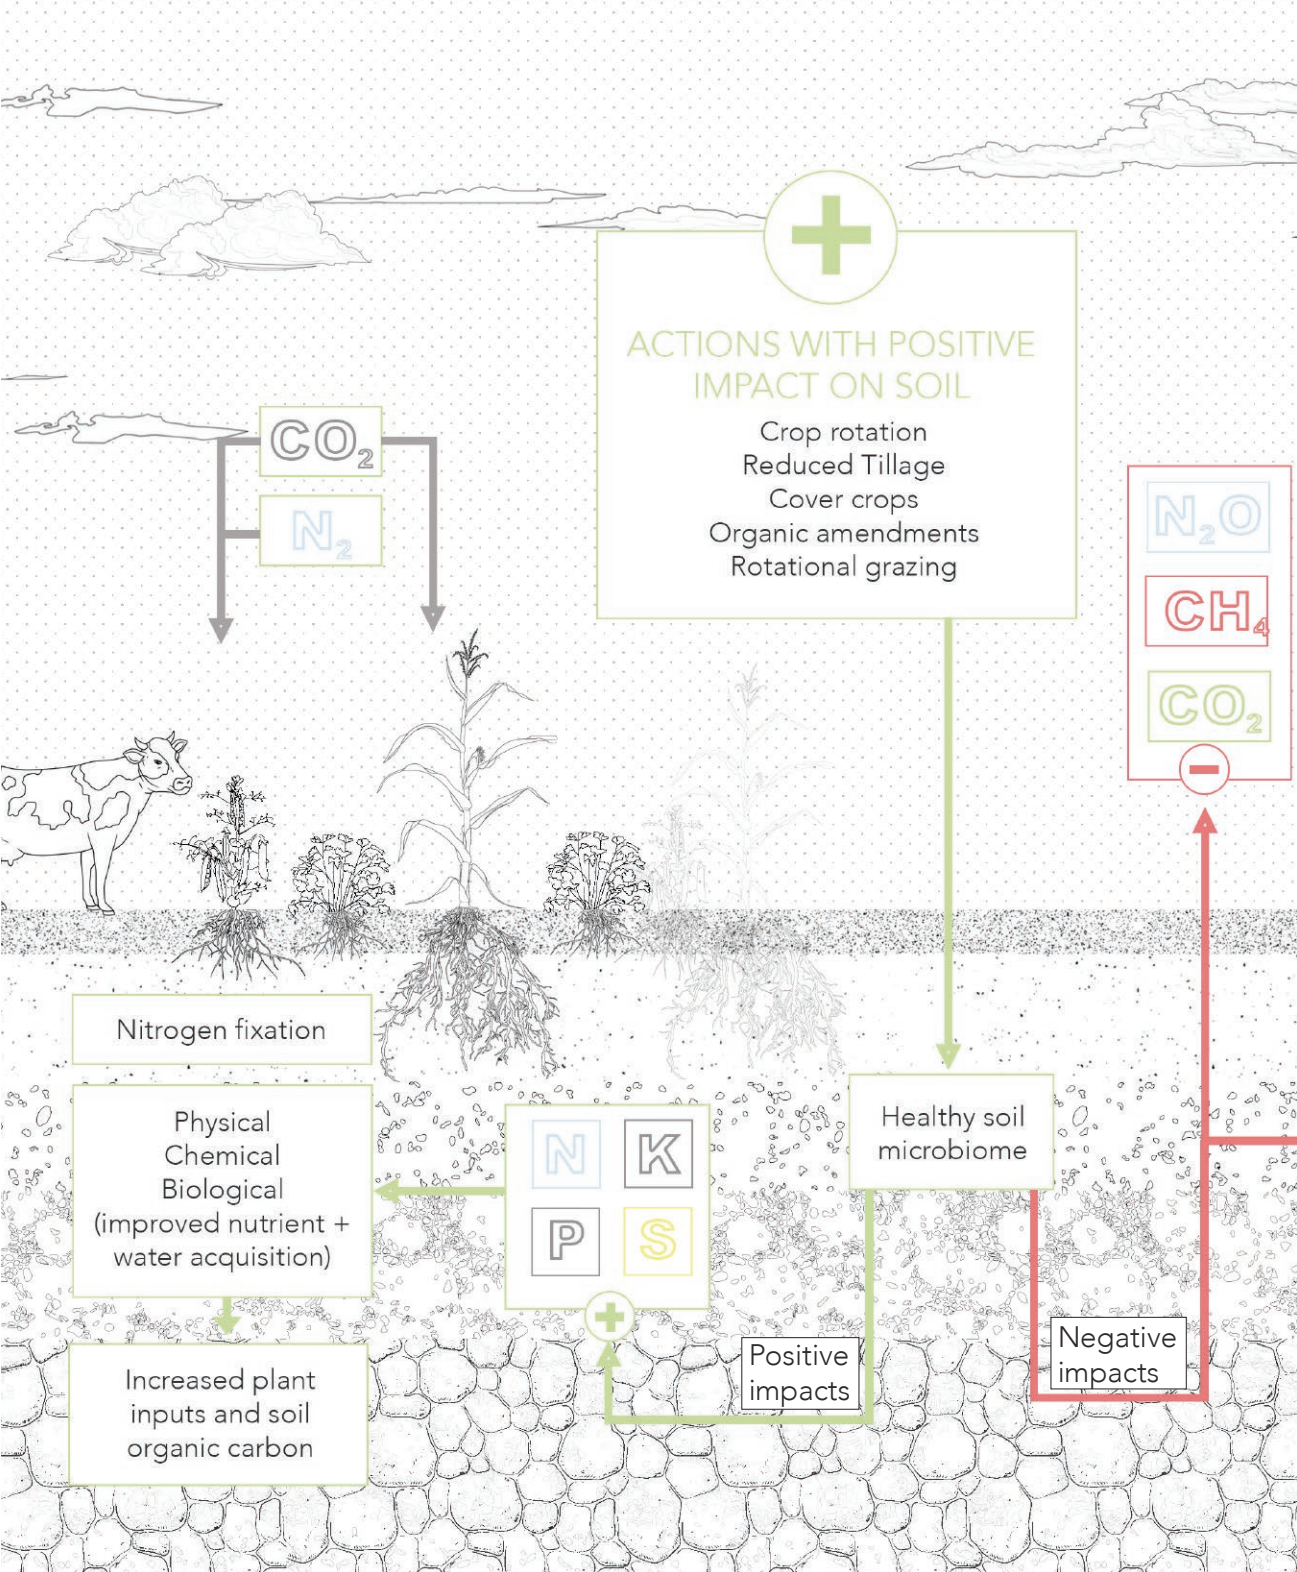 ACTIONS WITH POSITIVE
IMPACT ON SOIL
Crop rotation
Reduced Tillage
Cover crops
Organic amendments
Rotational grazing
CO₂
N₂
N₂O
CH₄
CO₂
Nitrogen fixation
Physical
Chemical
Biological
(improved nutrient +
water acquisition)
Increased plant
inputs and soil
organic carbon
N K
P S
Healthy soil
microbiome
Positive
impacts
Negative
impacts